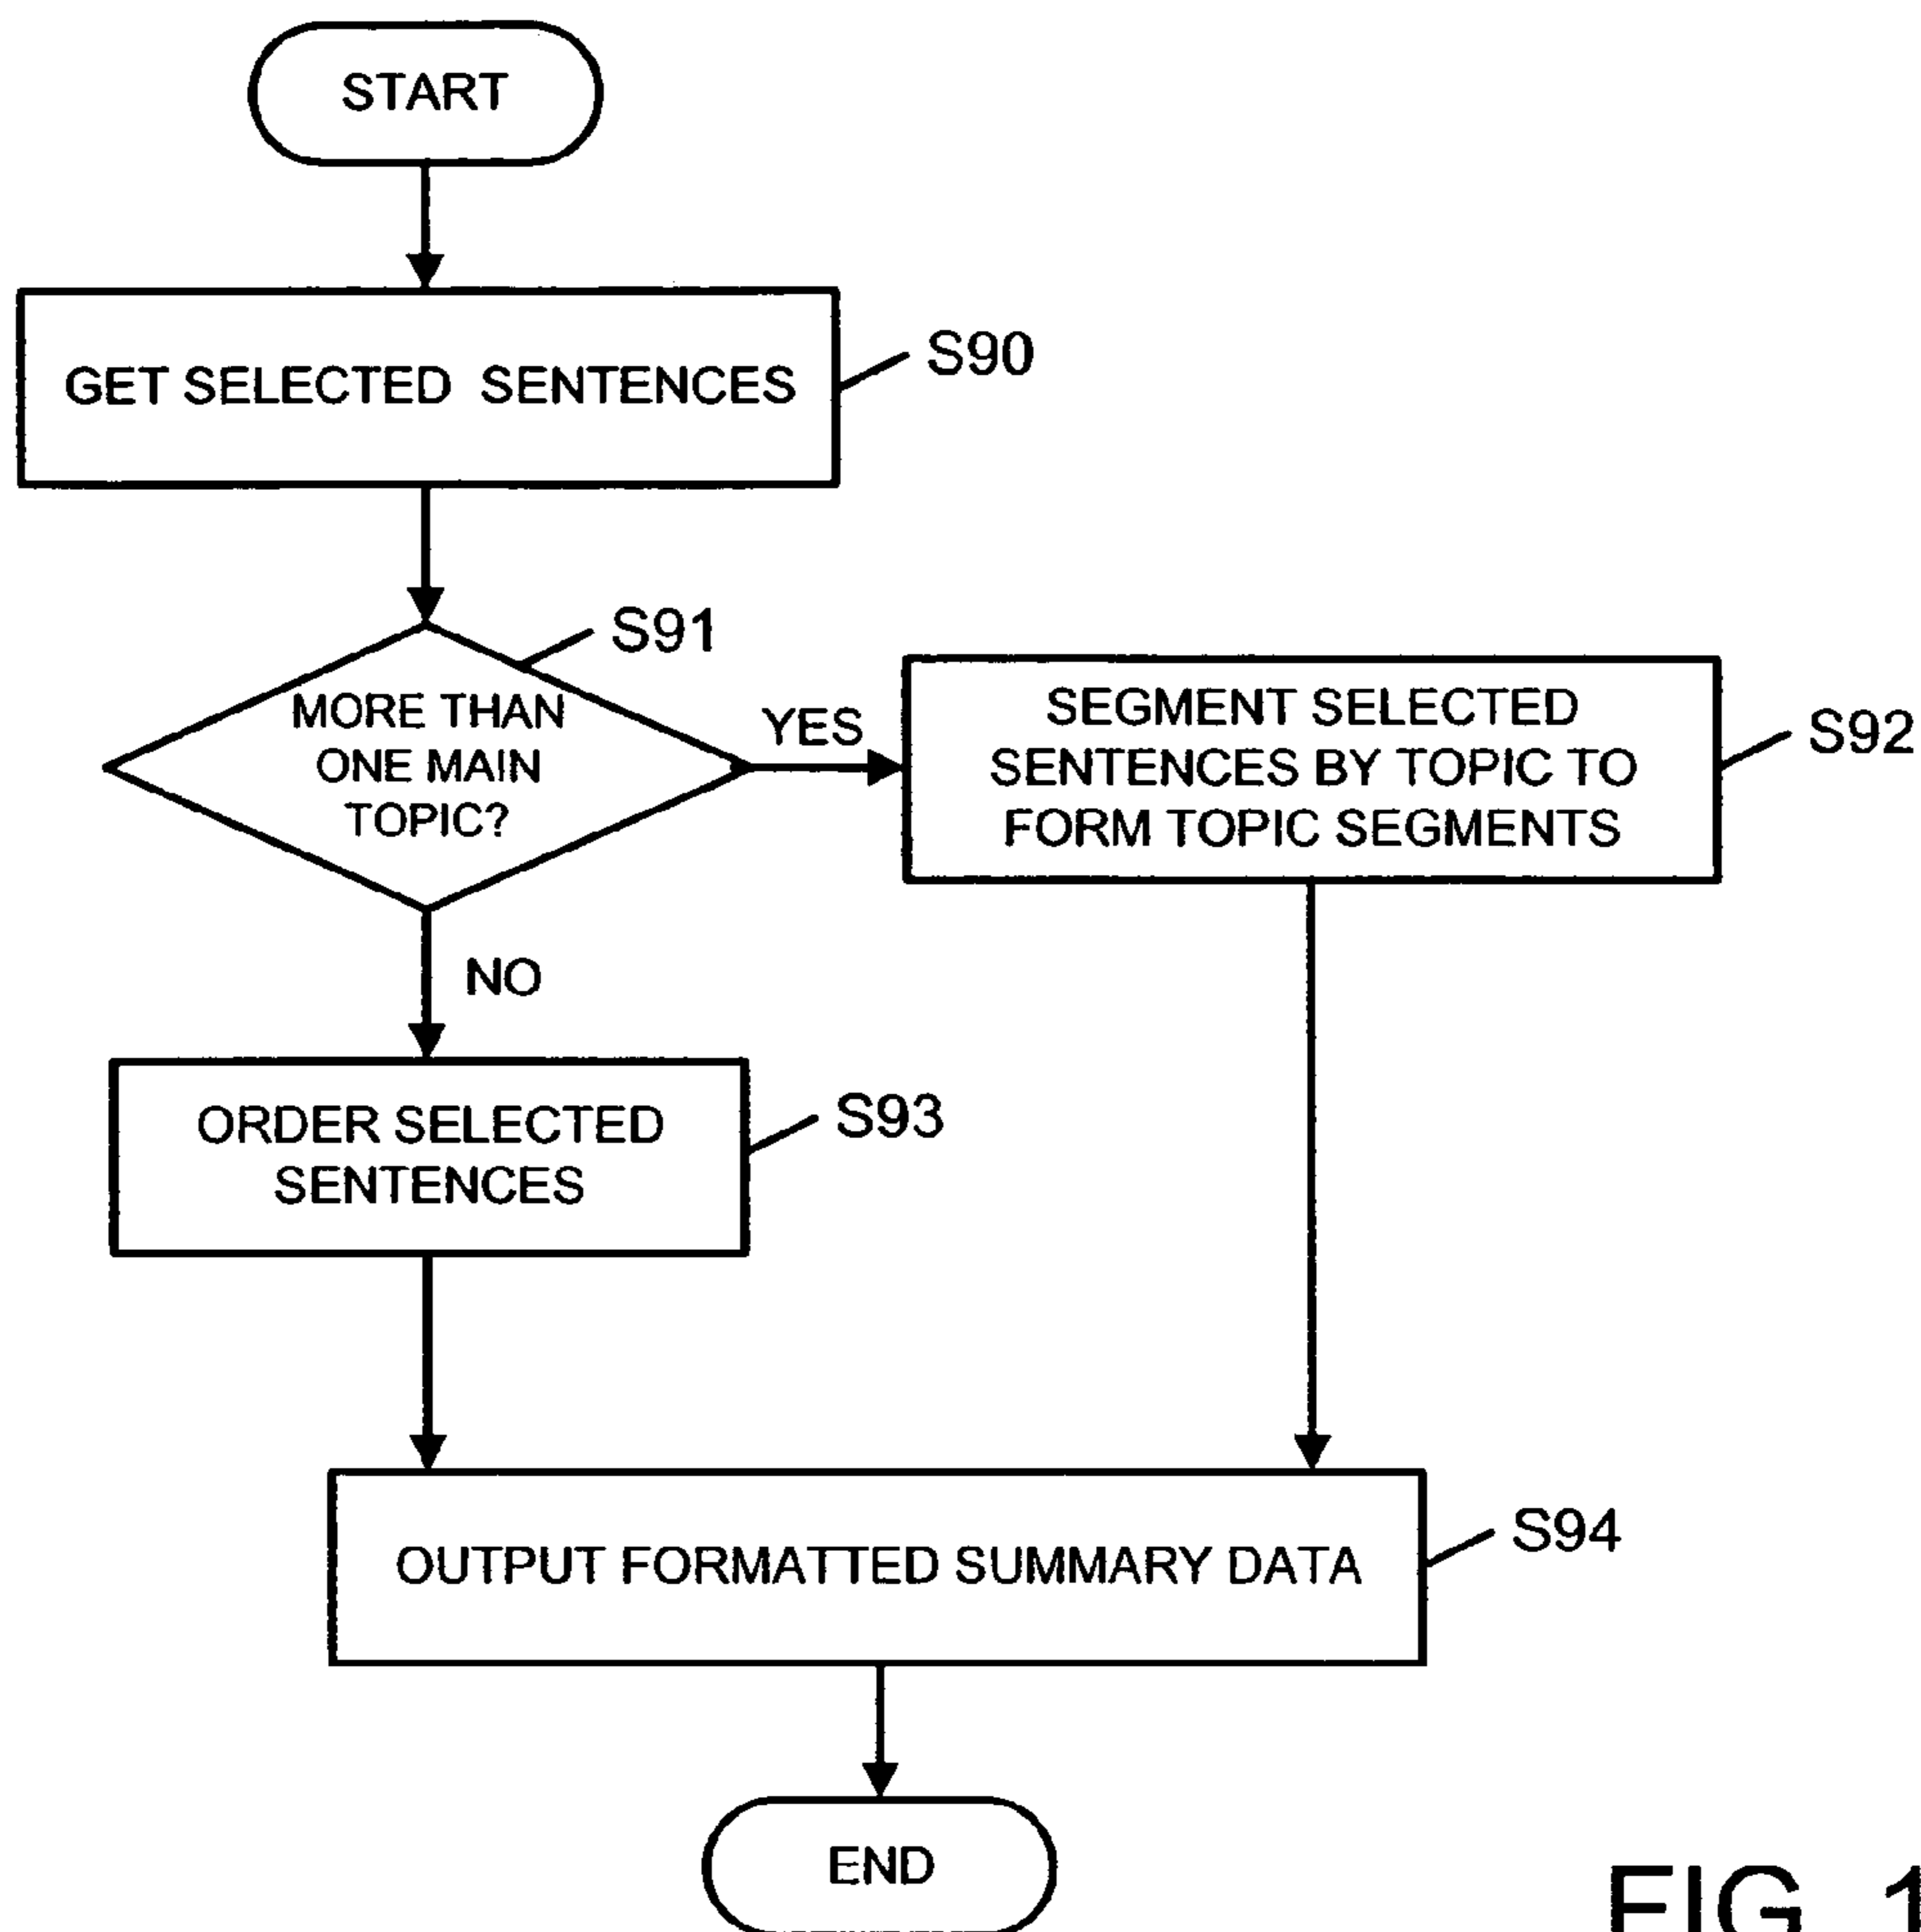 START
GET SELECTED SENTENCES
S90
S91
MORE THAN
ONE MAIN
TOPIC?
YES
SEGMENT SELECTED
SENTENCES BY TOPIC TO
FORM TOPIC SEGMENTS
S92
NO
ORDER SELECTED
SENTENCES
S93
OUTPUT FORMATTED SUMMARY DATA
S94
END
FIG